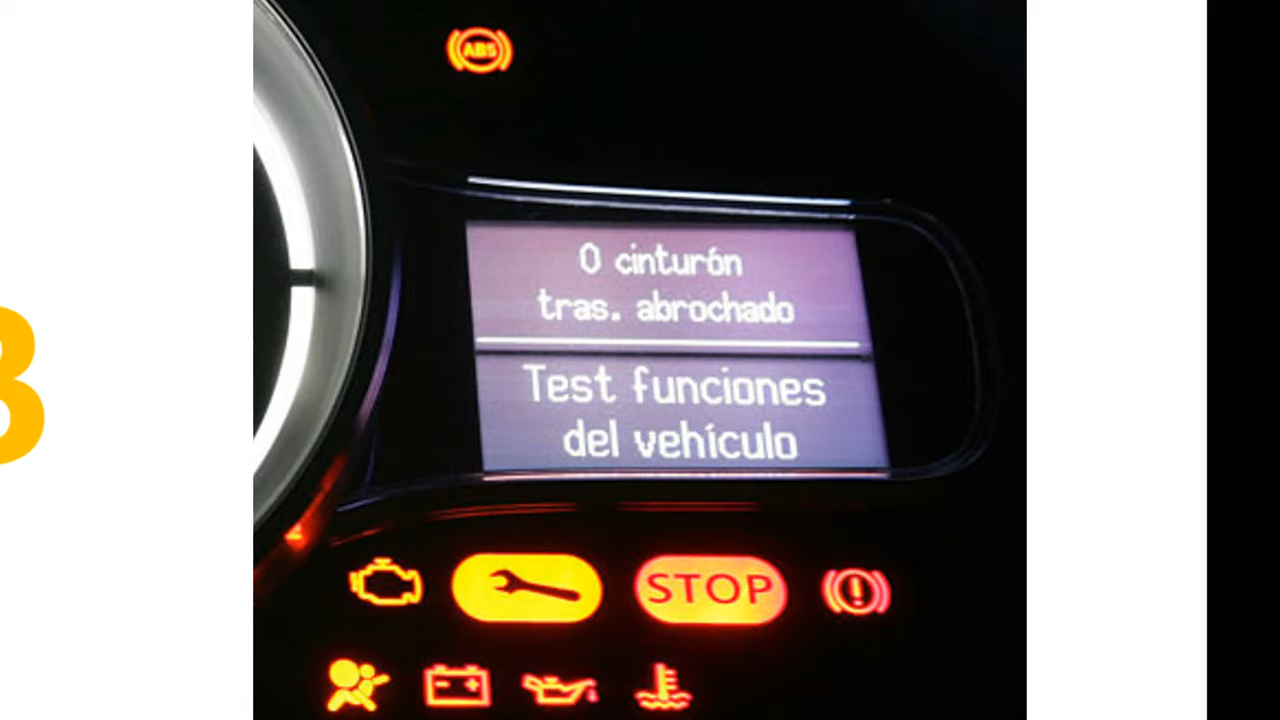 ABS
0 cinturón
tras. abrochado
Test funciones
del vehículo
STOP